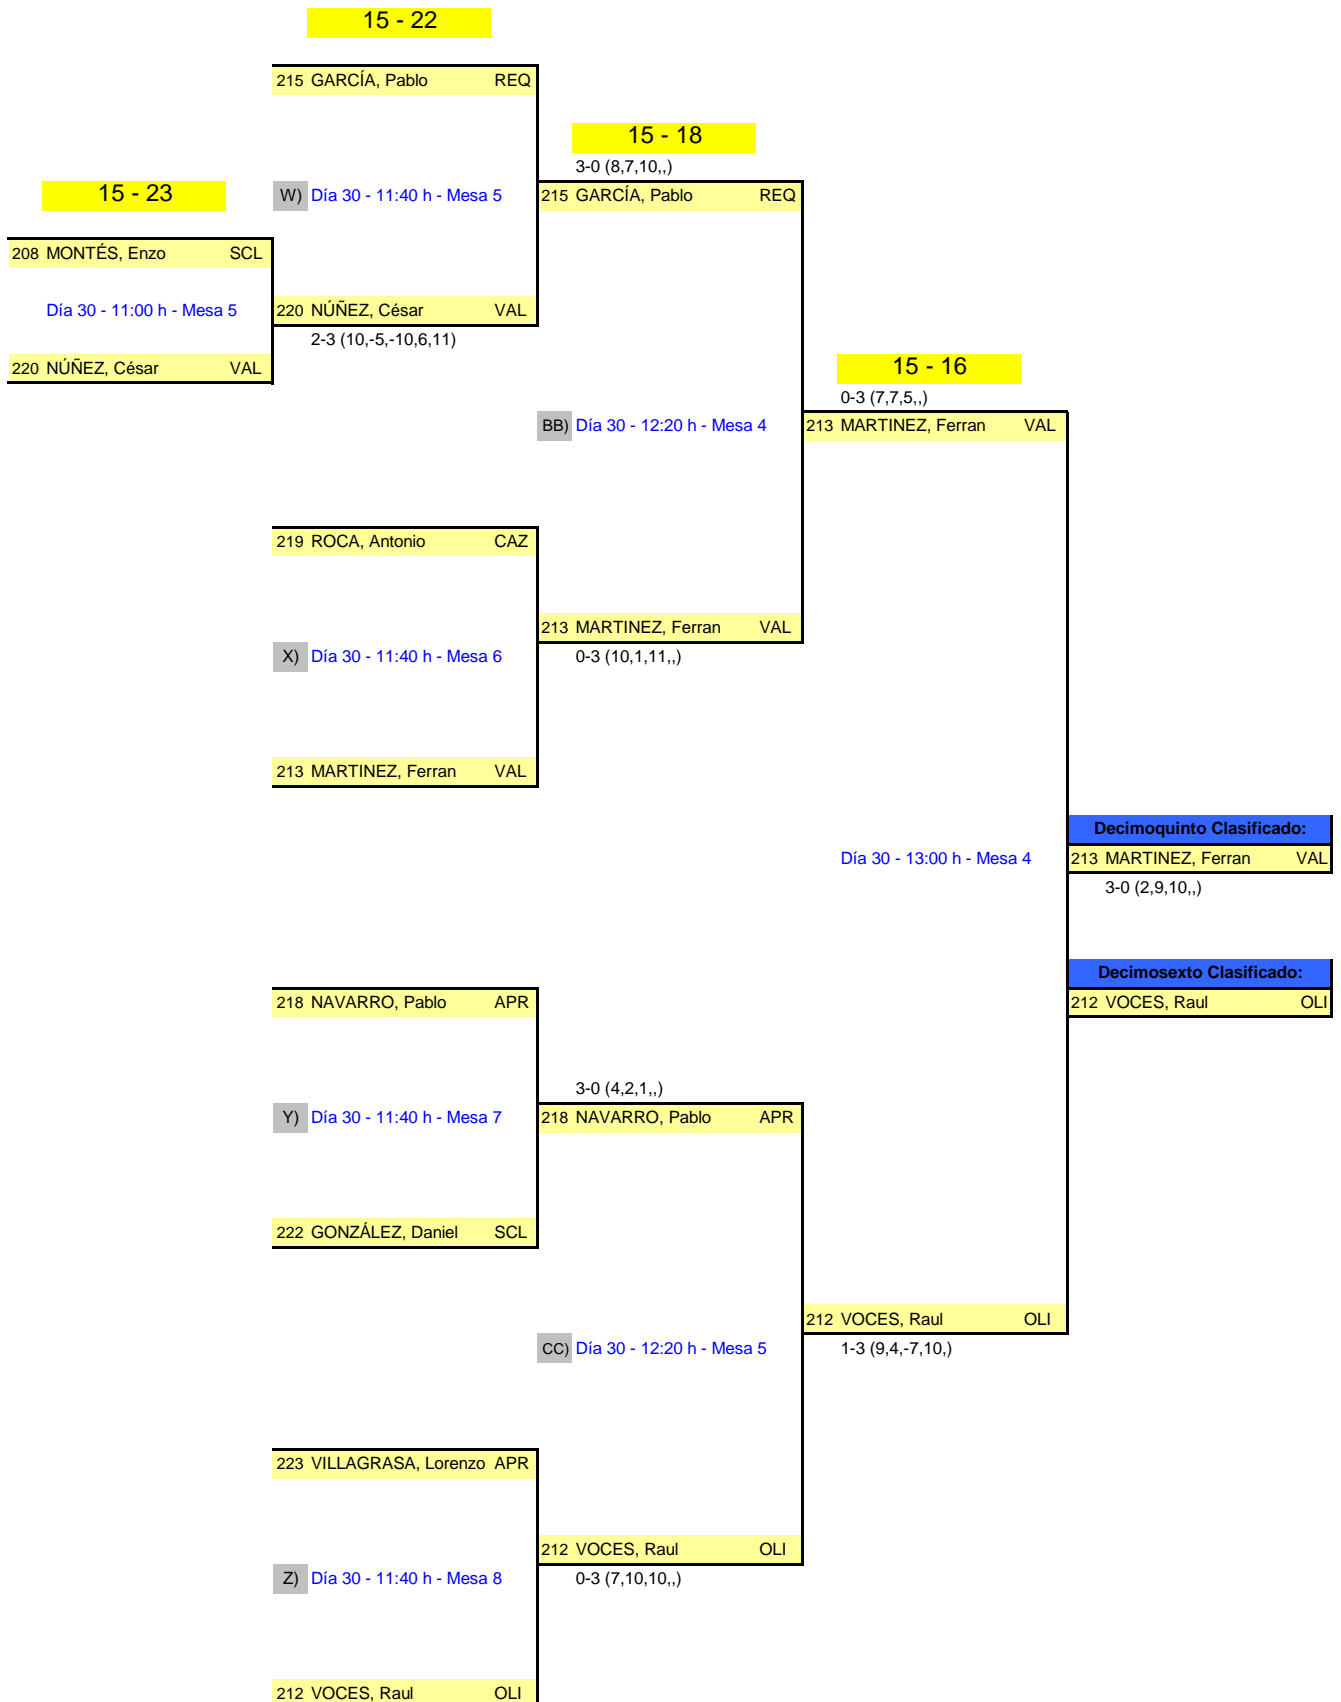 15 - 22
215 GARCÍA, Pablo REQ
15 - 18
3-0 (8,7,10,,)
15 - 23
W) Día 30 - 11:40 h - Mesa 5
215 GARCÍA, Pablo REQ
208 MONTÉS, Enzo SCL
Día 30 - 11:00 h - Mesa 5
220 NÚÑEZ, César VAL
2-3 (10,-5,-10,6,11)
220 NÚÑEZ, César VAL
15 - 16
0-3 (7,7,5,,)
BB) Día 30 - 12:20 h - Mesa 4
213 MARTINEZ, Ferran VAL
219 ROCA, Antonio CAZ
213 MARTINEZ, Ferran VAL
X) Día 30 - 11:40 h - Mesa 6
0-3 (10,1,11,,)
213 MARTINEZ, Ferran VAL
Decimoquinto Clasificado:
Día 30 - 13:00 h - Mesa 4
213 MARTINEZ, Ferran VAL
3-0 (2,9,10,,)
Decimosexto Clasificado:
218 NAVARRO, Pablo APR
212 VOCES, Raul OLI
3-0 (4,2,1,,)
Y) Día 30 - 11:40 h - Mesa 7
218 NAVARRO, Pablo APR
222 GONZÁLEZ, Daniel SCL
212 VOCES, Raul OLI
CC) Día 30 - 12:20 h - Mesa 5
1-3 (9,4,-7,10,)
223 VILLAGRASA, Lorenzo APR
212 VOCES, Raul OLI
Z) Día 30 - 11:40 h - Mesa 8
0-3 (7,10,10,,)
212 VOCES, Raul OLI